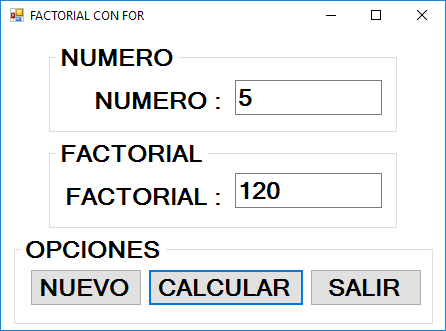 FACTORIAL CON FOR
NUMERO
NUMERO : 5
FACTORIAL
FACTORIAL : 120
OPCIONES
NUEVO CALCULAR SALIR